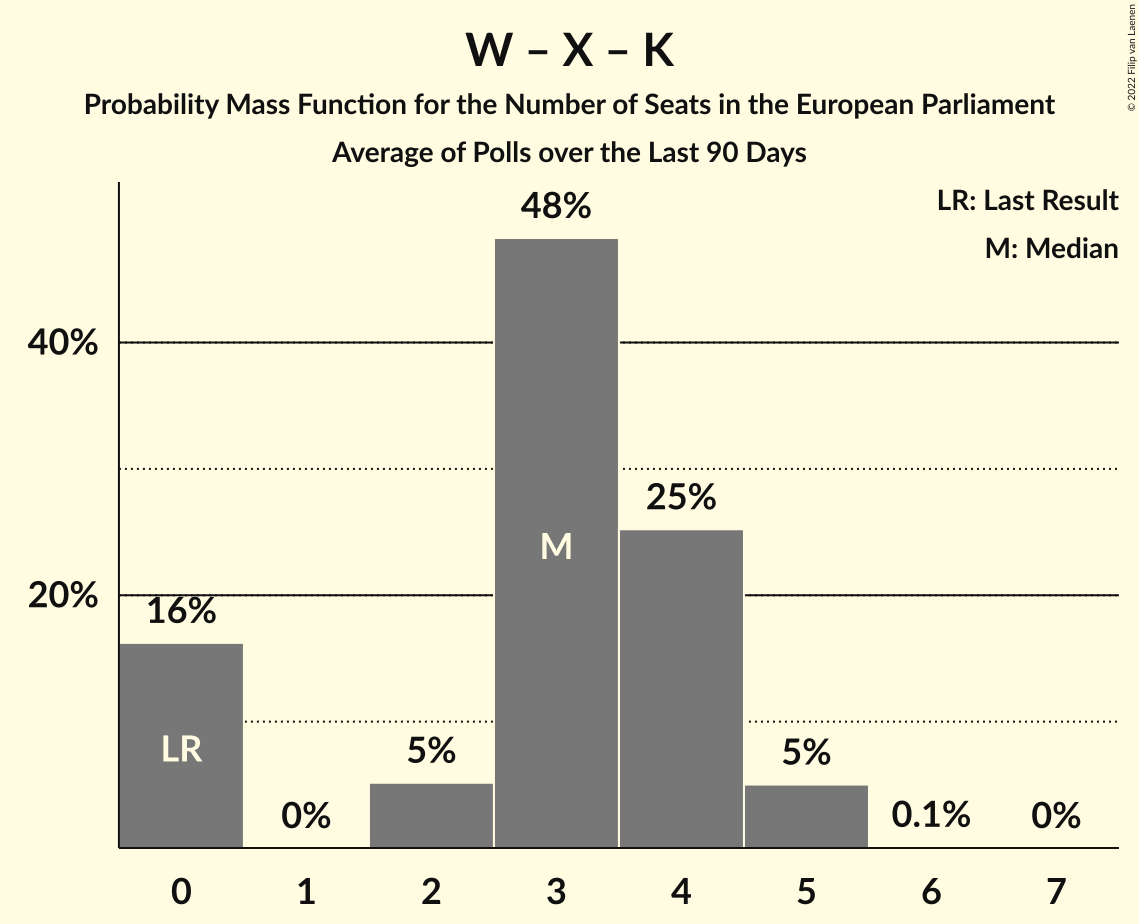 W – X – K
Probability Mass Function for the Number of Seats in the European Parliament
Average of Polls over the Last 90 Days
© 2022 Filip van Laenen
LR: Last Result
M: Median
48%
40%
25%
M
20%
16%
LR
5%
5%
0%
0.1%
0%
0 1 2 3 4 5 6 7